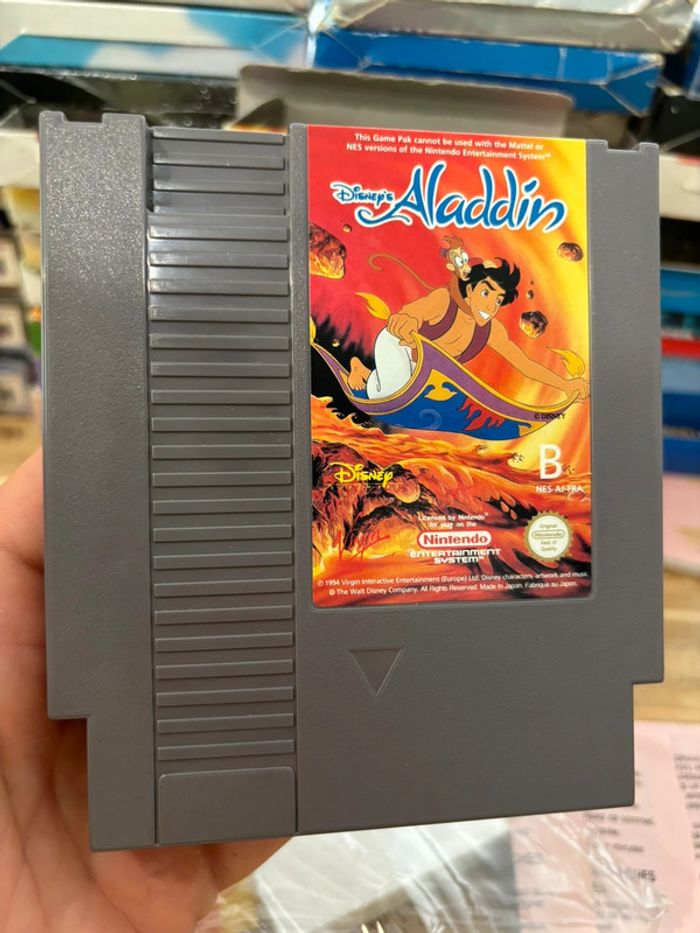 This Game Pak cannot be used with the Mattel or
NES versions of the Nintendo Entertainment System™
Disney's Aladdin
© DISNEY
B
NES-AJ-FRA
Disney
Licensed by Nintendo®
for play on the
Nintendo®
ENTERTAINMENT
SYSTEM™
Original
Nintendo
Seal of
Quality
© 1994 Virgin Interactive Entertainment (Europe) Ltd. Disney characters, artwork and music
© The Walt Disney Company. All Rights Reserved. Made in Japan. Fabriqué au Japon.